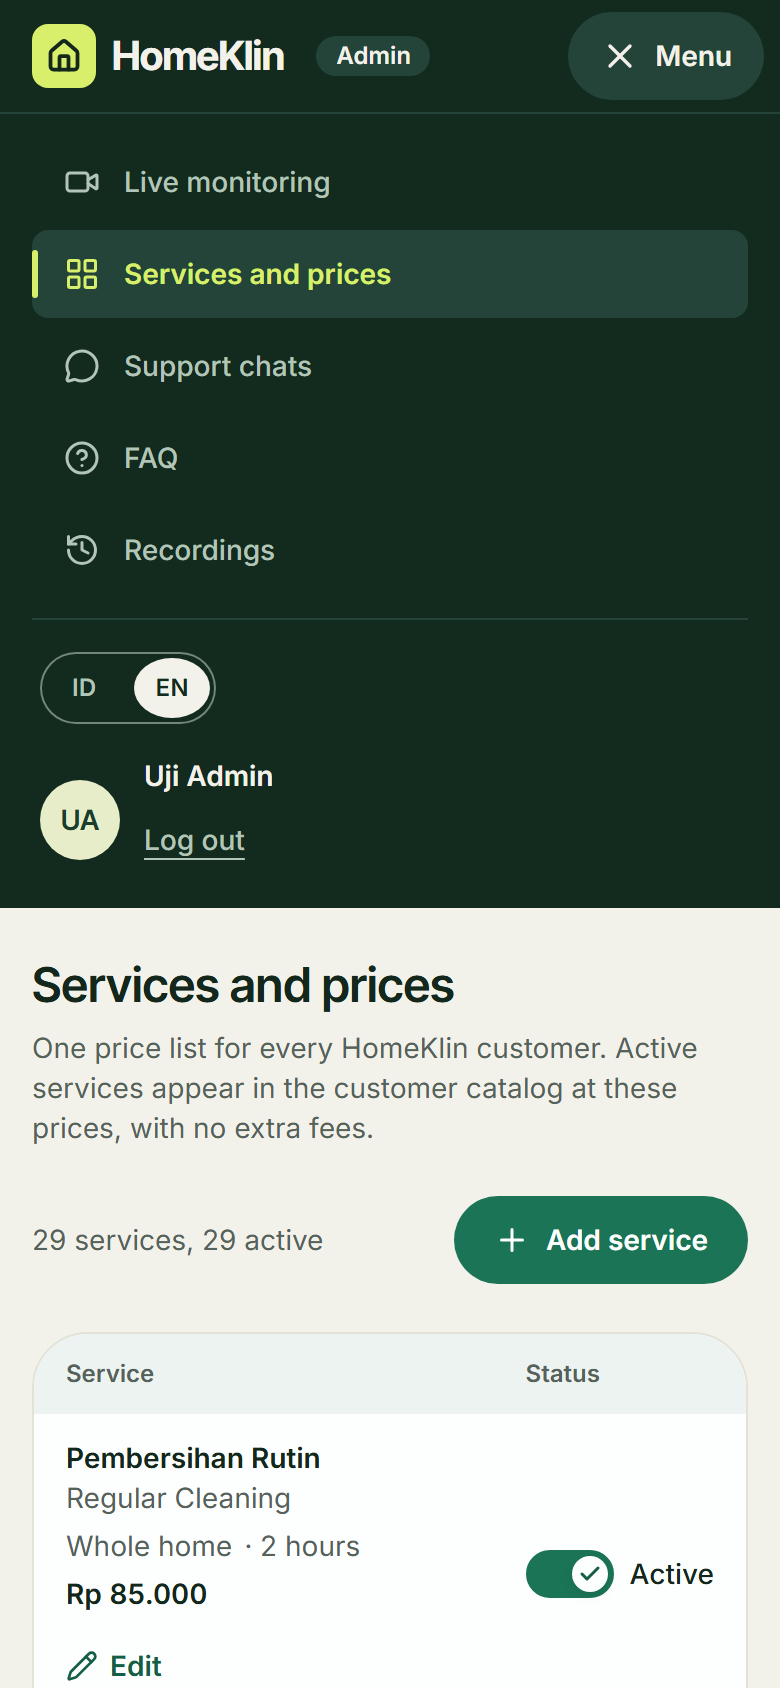 HomeKlin
Admin
Menu
Live monitoring
Services and prices
Support chats
FAQ
Recordings
ID
EN
UA
Uji Admin
Log out
Services and prices
One price list for every HomeKlin customer. Active
services appear in the customer catalog at these
prices, with no extra fees.
29 services, 29 active
Add service
Service
Status
Pembersihan Rutin
Regular Cleaning
Whole home · 2 hours
Rp 85.000
Active
Edit